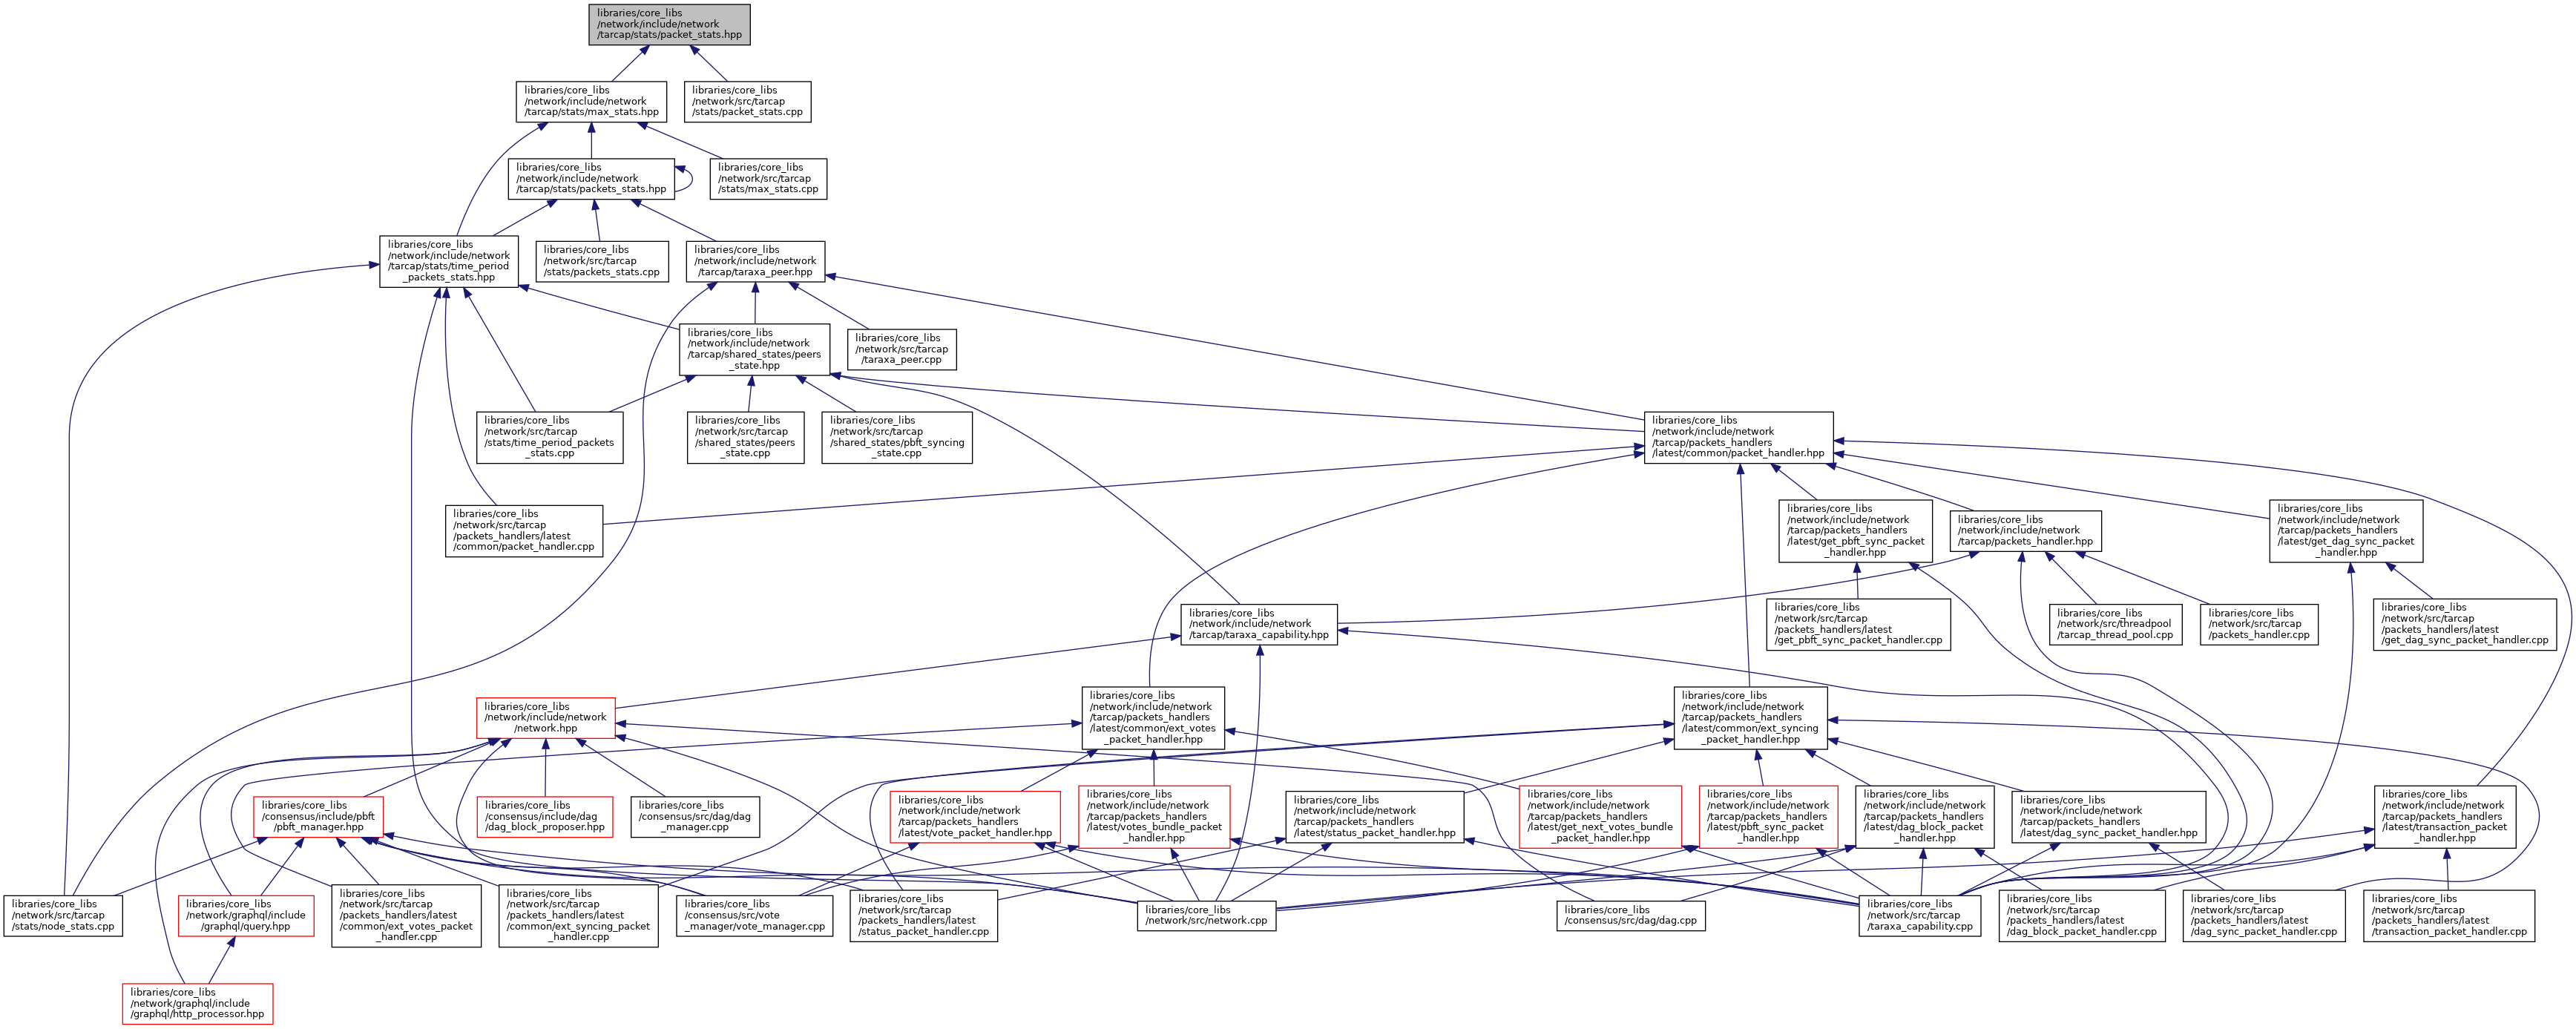 libraries/core_libs
/network/include/network
/tarcap/stats/packet_stats.hpp
libraries/core_libs
/network/include/network
/tarcap/stats/max_stats.hpp
libraries/core_libs
/network/src/tarcap
/stats/packet_stats.cpp
libraries/core_libs
/network/include/network
/tarcap/stats/packets_stats.hpp
libraries/core_libs
/network/src/tarcap
/stats/max_stats.cpp
libraries/core_libs
/network/include/network
/tarcap/stats/time_period
_packets_stats.hpp
libraries/core_libs
/network/src/tarcap
/stats/packets_stats.cpp
libraries/core_libs
/network/include/network
/tarcap/taraxa_peer.hpp
libraries/core_libs
/network/include/network
/tarcap/shared_states/peers
_state.hpp
libraries/core_libs
/network/src/tarcap
/taraxa_peer.cpp
libraries/core_libs
/network/src/tarcap
/stats/time_period_packets
_stats.cpp
libraries/core_libs
/network/src/tarcap
/shared_states/peers
_state.cpp
libraries/core_libs
/network/src/tarcap
/shared_states/pbft_syncing
_state.cpp
libraries/core_libs
/network/include/network
/tarcap/packets_handlers
/latest/common/packet_handler.hpp
libraries/core_libs
/network/src/tarcap
/packets_handlers/latest
/common/packet_handler.cpp
libraries/core_libs
/network/include/network
/tarcap/packets_handlers
/latest/get_pbft_sync_packet
_handler.hpp
libraries/core_libs
/network/include/network
/tarcap/packets_handler.hpp
libraries/core_libs
/network/include/network
/tarcap/packets_handlers
/latest/get_dag_sync_packet
_handler.hpp
libraries/core_libs
/network/include/network
/tarcap/taraxa_capability.hpp
libraries/core_libs
/network/src/tarcap
/packets_handlers/latest
/get_pbft_sync_packet_handler.cpp
libraries/core_libs
/network/src/threadpool
/tarcap_thread_pool.cpp
libraries/core_libs
/network/src/tarcap
/packets_handler.cpp
libraries/core_libs
/network/src/tarcap
/packets_handlers/latest
/get_dag_sync_packet_handler.cpp
libraries/core_libs
/network/include/network
/network.hpp
libraries/core_libs
/network/include/network
/tarcap/packets_handlers
/latest/common/ext_votes
_packet_handler.hpp
libraries/core_libs
/network/include/network
/tarcap/packets_handlers
/latest/common/ext_syncing
_packet_handler.hpp
libraries/core_libs
/consensus/include/pbft
/pbft_manager.hpp
libraries/core_libs
/consensus/include/dag
/dag_block_proposer.hpp
libraries/core_libs
/consensus/src/dag/dag
_manager.cpp
libraries/core_libs
/network/include/network
/tarcap/packets_handlers
/latest/vote_packet_handler.hpp
libraries/core_libs
/network/include/network
/tarcap/packets_handlers
/latest/votes_bundle_packet
_handler.hpp
libraries/core_libs
/network/include/network
/tarcap/packets_handlers
/latest/status_packet_handler.hpp
libraries/core_libs
/network/include/network
/tarcap/packets_handlers
/latest/get_next_votes_bundle
_packet_handler.hpp
libraries/core_libs
/network/include/network
/tarcap/packets_handlers
/latest/pbft_sync_packet
_handler.hpp
libraries/core_libs
/network/include/network
/tarcap/packets_handlers
/latest/dag_block_packet
_handler.hpp
libraries/core_libs
/network/include/network
/tarcap/packets_handlers
/latest/dag_sync_packet_handler.hpp
libraries/core_libs
/network/include/network
/tarcap/packets_handlers
/latest/transaction_packet
_handler.hpp
libraries/core_libs
/network/src/tarcap
/stats/node_stats.cpp
libraries/core_libs
/network/graphql/include
/graphql/query.hpp
libraries/core_libs
/network/src/tarcap
/packets_handlers/latest
/common/ext_votes_packet
_handler.cpp
libraries/core_libs
/network/src/tarcap
/packets_handlers/latest
/common/ext_syncing_packet
_handler.cpp
libraries/core_libs
/consensus/src/vote
_manager/vote_manager.cpp
libraries/core_libs
/network/src/tarcap
/packets_handlers/latest
/status_packet_handler.cpp
libraries/core_libs
/network/src/network.cpp
libraries/core_libs
/consensus/src/dag/dag.cpp
libraries/core_libs
/network/src/tarcap
/taraxa_capability.cpp
libraries/core_libs
/network/src/tarcap
/packets_handlers/latest
/dag_block_packet_handler.cpp
libraries/core_libs
/network/src/tarcap
/packets_handlers/latest
/dag_sync_packet_handler.cpp
libraries/core_libs
/network/src/tarcap
/packets_handlers/latest
/transaction_packet_handler.cpp
libraries/core_libs
/network/graphql/include
/graphql/http_processor.hpp